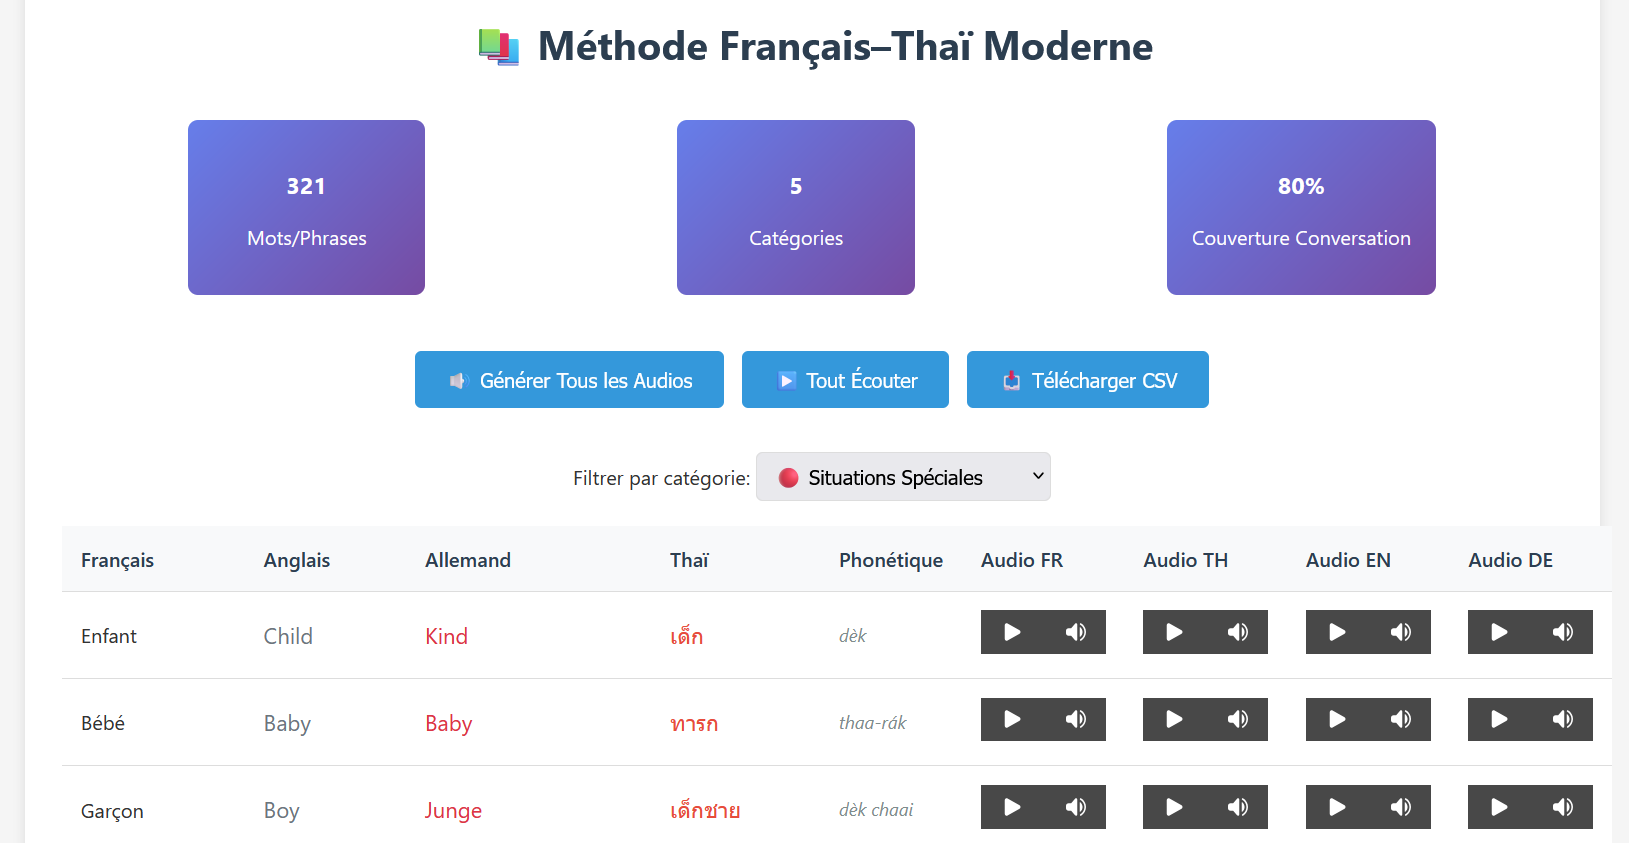 Méthode Français–Thaï Moderne
321
Mots/Phrases
5
Catégories
80%
Couverture Conversation
Générer Tous les Audios
Tout Écouter
Télécharger CSV
Filtrer par catégorie: Situations Spéciales
Français Anglais Allemand Thaï Phonétique Audio FR Audio TH Audio EN Audio DE
Enfant Child Kind เด็ก dèk
Bébé Baby Baby ทารก thaa-rák
Garçon Boy Junge เด็กชาย dèk chaai